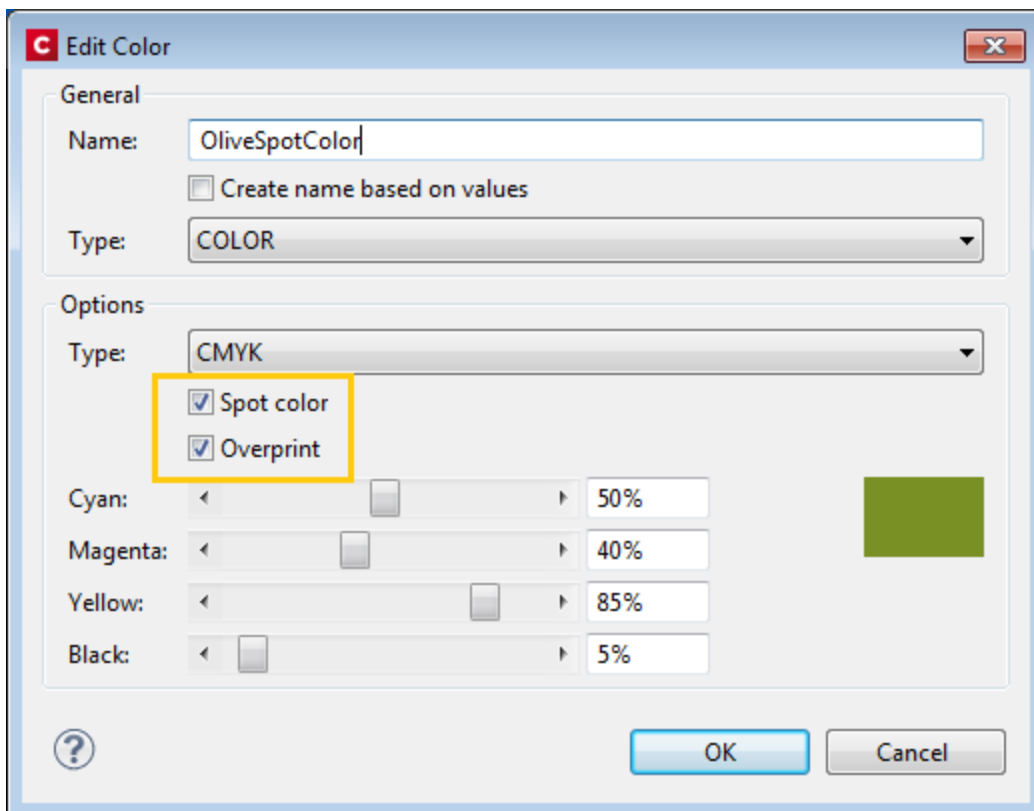 C Edit Color
General
Name: OliveSpotColor
Create name based on values
Type: COLOR
Options
Type: CMYK
Spot color
Overprint
Cyan: 50%
Magenta: 40%
Yellow: 85%
Black: 5%
? OK Cancel